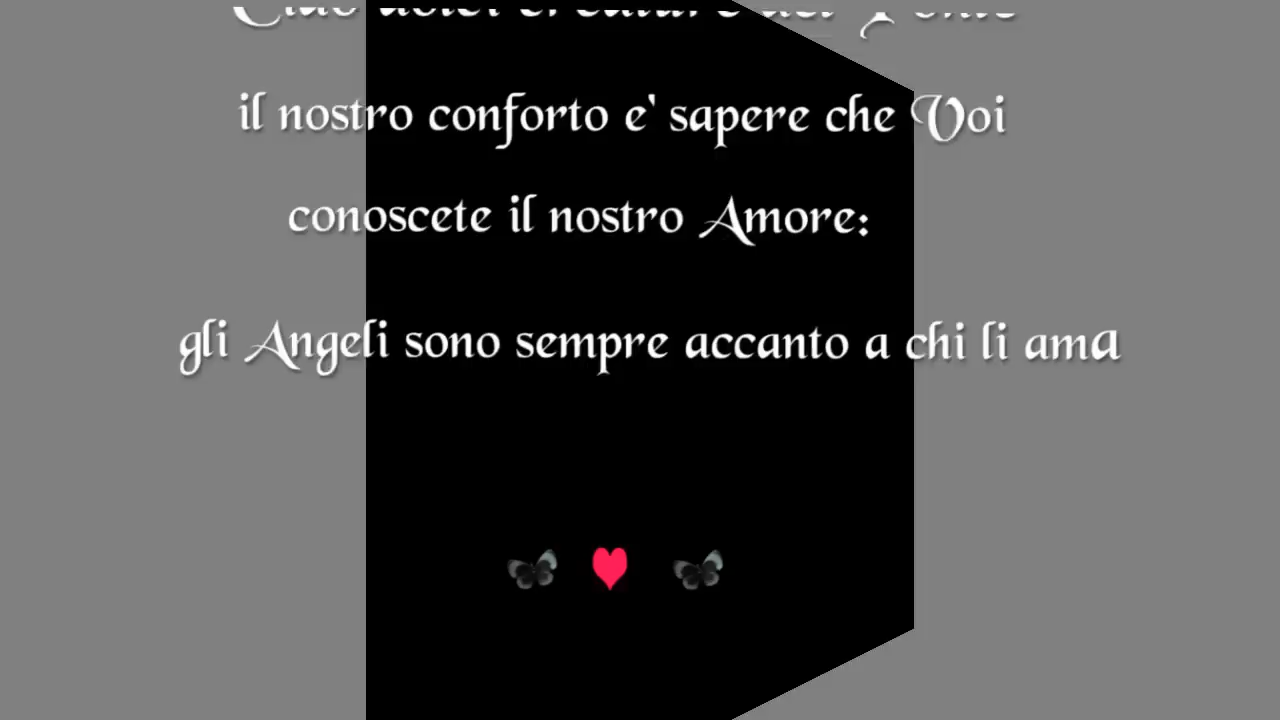 il nostro conforto e' sapere che Voi
conoscete il nostro Amore:
gli Angeli sono sempre accanto a chi li ama